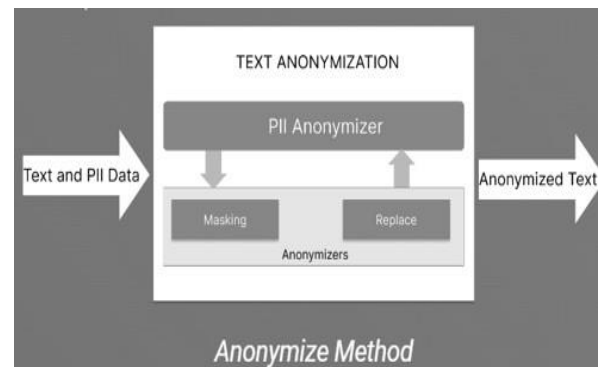 TEXT ANONYMIZATION
PII Anonymizer
Text and PII Data
Anonymized Text
Masking
Replace
Anonymizers
Anonymize Method